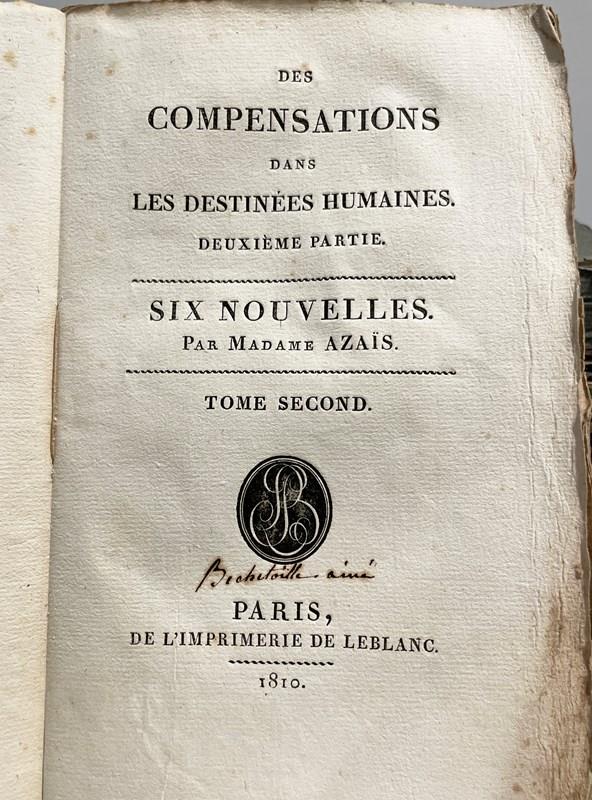 DES
COMPENSATIONS
DANS
LES DESTINÉES HUMAINES.
DEUXIÈME PARTIE.
SIX NOUVELLES.
PAR MADAME AZAÏS.
TOME SECOND.
Bechetoille ainé
PARIS,
DE L'IMPRIMERIE DE LEBLANC.
1810.